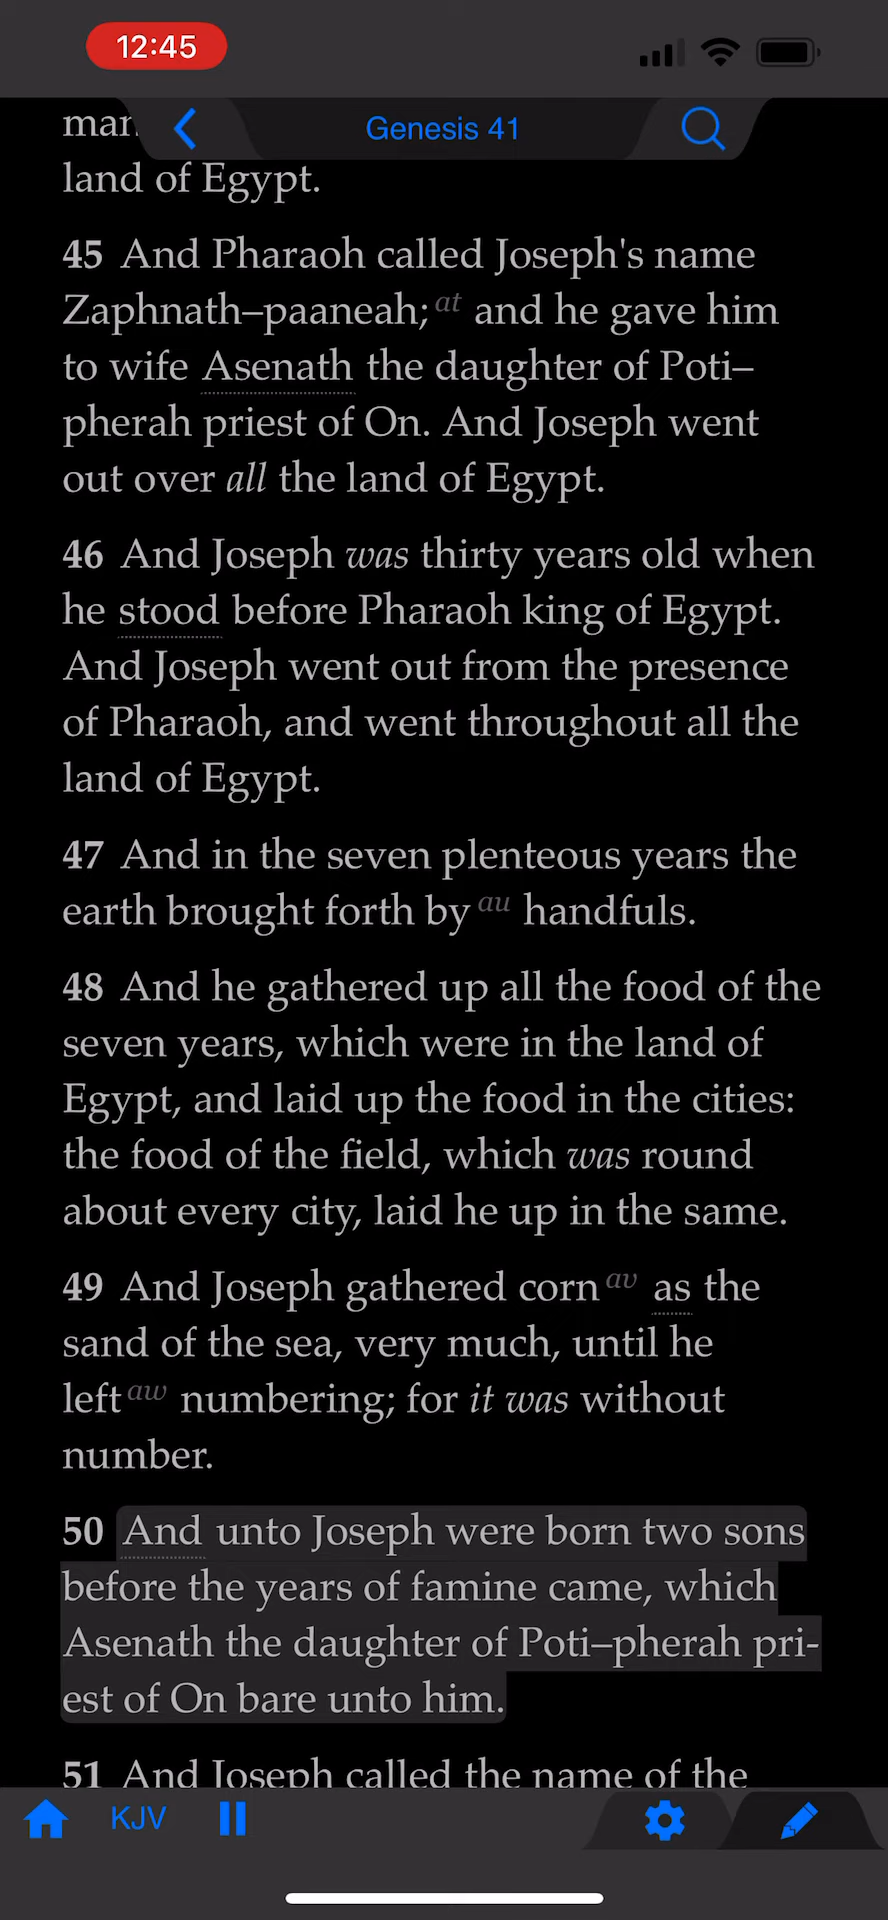 12:45
Genesis 41
land of Egypt.
45 And Pharaoh called Joseph's name
Zaphnath–paaneah; at and he gave him
to wife Asenath the daughter of Poti–
pherah priest of On. And Joseph went
out over all the land of Egypt.
46 And Joseph was thirty years old when
he stood before Pharaoh king of Egypt.
And Joseph went out from the presence
of Pharaoh, and went throughout all the
land of Egypt.
47 And in the seven plenteous years the
earth brought forth by au handfuls.
48 And he gathered up all the food of the
seven years, which were in the land of
Egypt, and laid up the food in the cities:
the food of the field, which was round
about every city, laid he up in the same.
49 And Joseph gathered corn av as the
sand of the sea, very much, until he
left aw numbering; for it was without
number.
50 And unto Joseph were born two sons
before the years of famine came, which
Asenath the daughter of Poti–pherah pri-
est of On bare unto him.
51 And Joseph called the name of the
KJV